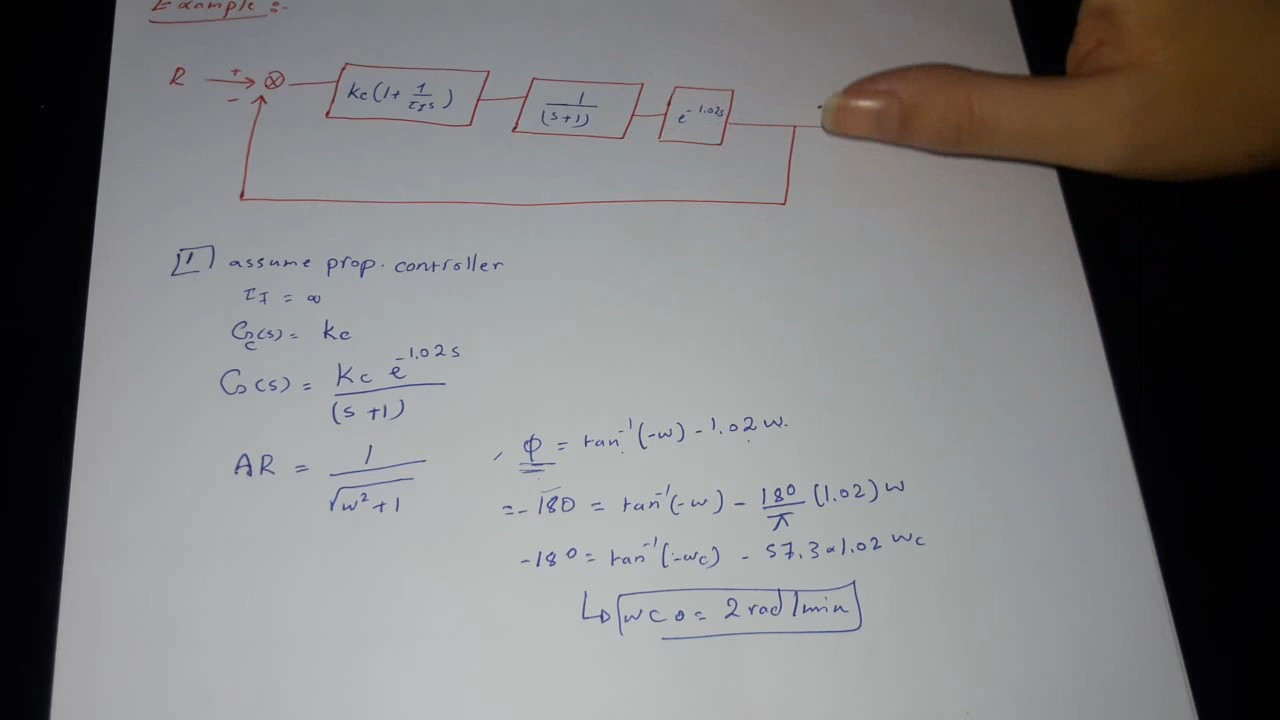 Example :-
R + - kc(1+ 1/τIs) 1/(s+1) e^-1.02s
1 assume prop. controller
τI = ∞
Gc(s) = kc
G(s) = Kc e^-1.02s / (s+1)
AR = 1/√w²+1 , φ = tan⁻¹(-w) - 1.02w.
= -180 = tan⁻¹(-w) - 180/π (1.02) w
-180 = tan⁻¹(-wc) - 57.3*1.02 wc
↳ wco = 2 rad/min